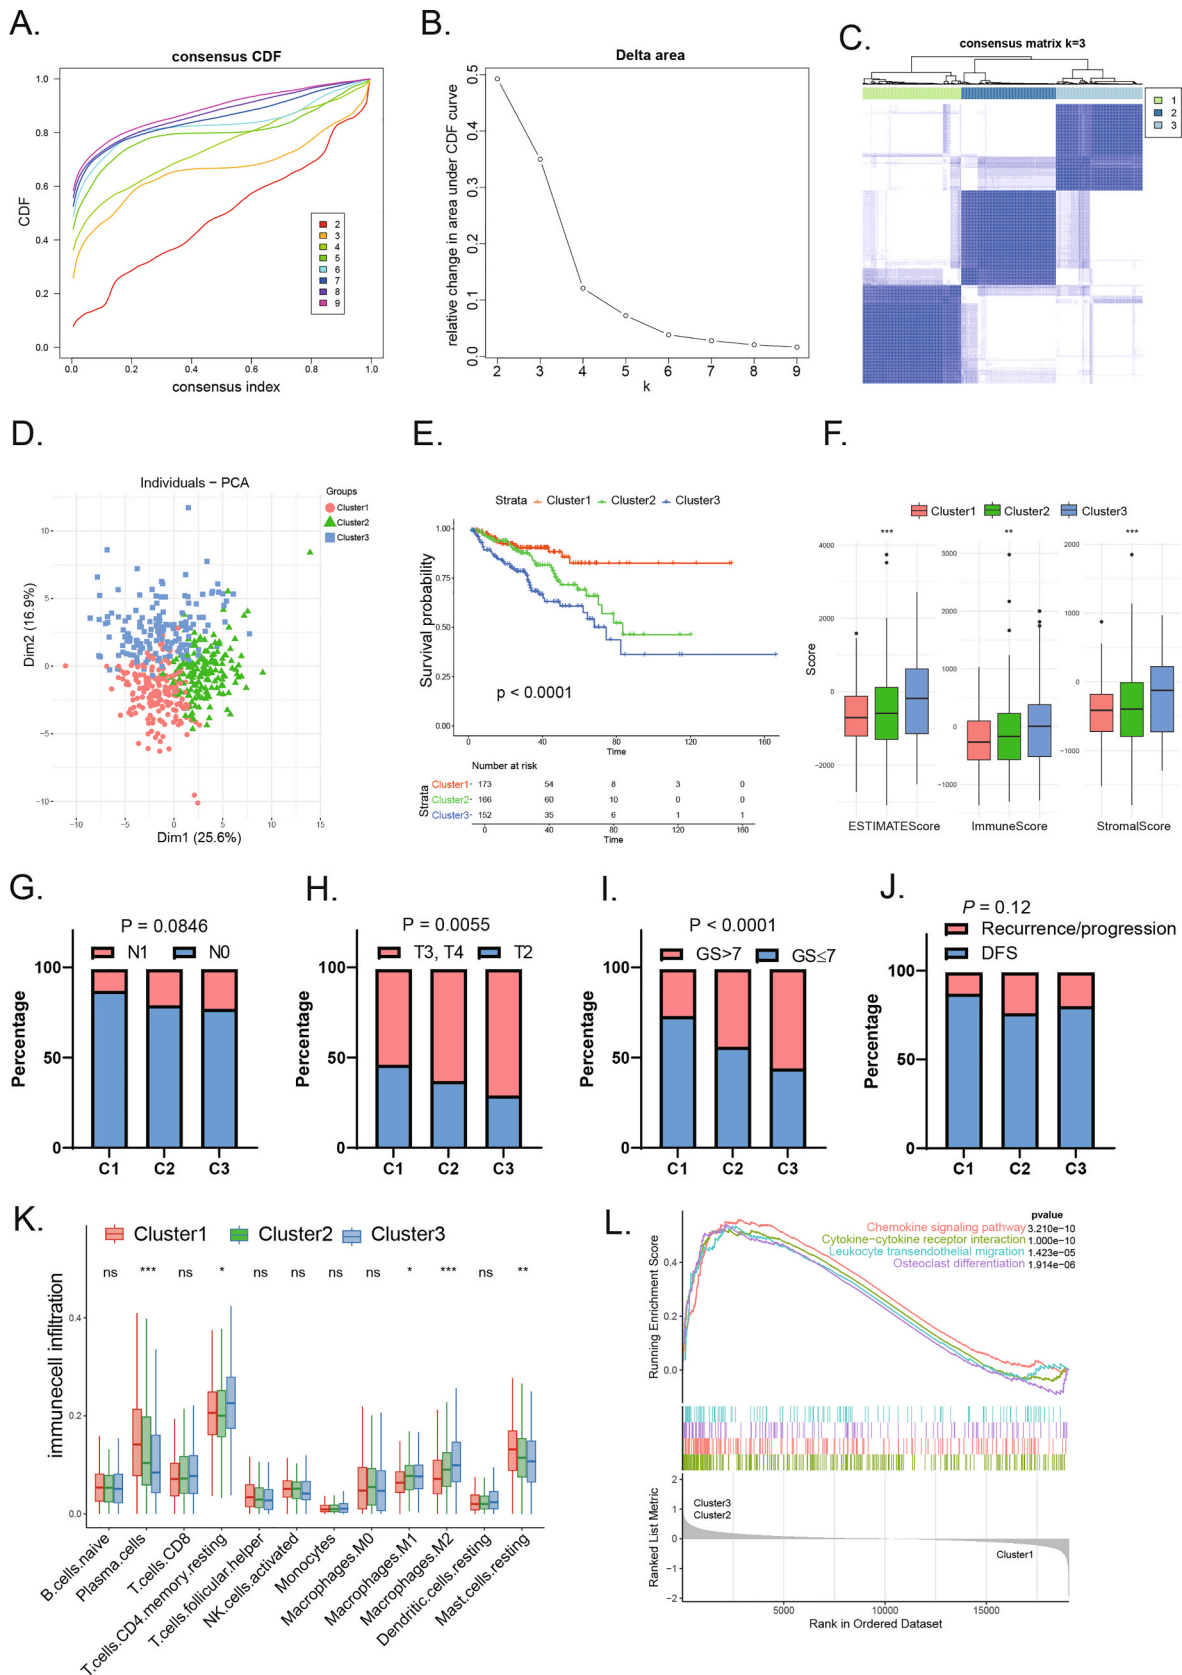 A.
consensus CDF
CDF
1.0
0.8
0.6
0.4
0.2
0.0
2
3
4
5
6
7
8
9
0.0 0.2 0.4 0.6 0.8 1.0
consensus index
B.
Delta area
relative change in area under CDF curve
0.5
0.4
0.3
0.2
0.1
0.0
2 3 4 5 6 7 8 9
k
C.
consensus matrix k=3
1
2
3
D.
Individuals − PCA
Groups
Cluster1
Cluster2
Cluster3
Dim2 (16.9%)
10
5
0
−5
−10
−10 −5 0 5 10 15
Dim1 (25.6%)
E.
Strata Cluster1 Cluster2 Cluster3
Survival probability
1.00
0.75
0.50
0.25
0.00
p < 0.0001
0 40 80 120 160
Time
Number at risk
Strata
Cluster1 173 54 8 3 0
Cluster2 166 60 10 0 0
Cluster3 152 35 6 1 1
0 40 80 120 160
Time
F.
Cluster1 Cluster2 Cluster3
*** ** ***
Score
4000
2000
0
−2000
3000
2000
1000
0
−1000
2000
1000
0
−1000
ESTIMATEScore ImmuneScore StromalScore
G.
P = 0.0846
N1 N0
Percentage
100
50
0
C1 C2 C3
H.
P = 0.0055
T3, T4 T2
Percentage
100
50
0
C1 C2 C3
I.
P < 0.0001
GS>7 GS≤7
Percentage
100
50
0
C1 C2 C3
J.
P = 0.12
Recurrence/progression
DFS
Percentage
100
50
0
C1 C2 C3
K.
Cluster1 Cluster2 Cluster3
ns *** ns * ns ns ns ns * *** ns **
immunecell infiltration
0.4
0.2
0.0
B.cells.naive
Plasma.cells
T.cells.CD8
T.cells.CD4.memory.resting
T.cells.follicular.helper
NK.cells.activated
Monocytes
Macrophages.M0
Macrophages.M1
Macrophages.M2
Dendritic.cells.resting
Mast.cells.resting
L.
pvalue
Chemokine signaling pathway 3.210e−10
Cytokine−cytokine receptor interaction 1.000e−10
Leukocyte transendothelial migration 1.423e−05
Osteoclast differentiation 1.914e−06
Running Enrichment Score
0.4
0.2
0.0
Ranked List Metric
2
1
0
−1
−2
Cluster3
Cluster2
Cluster1
5000 10000 15000
Rank in Ordered Dataset